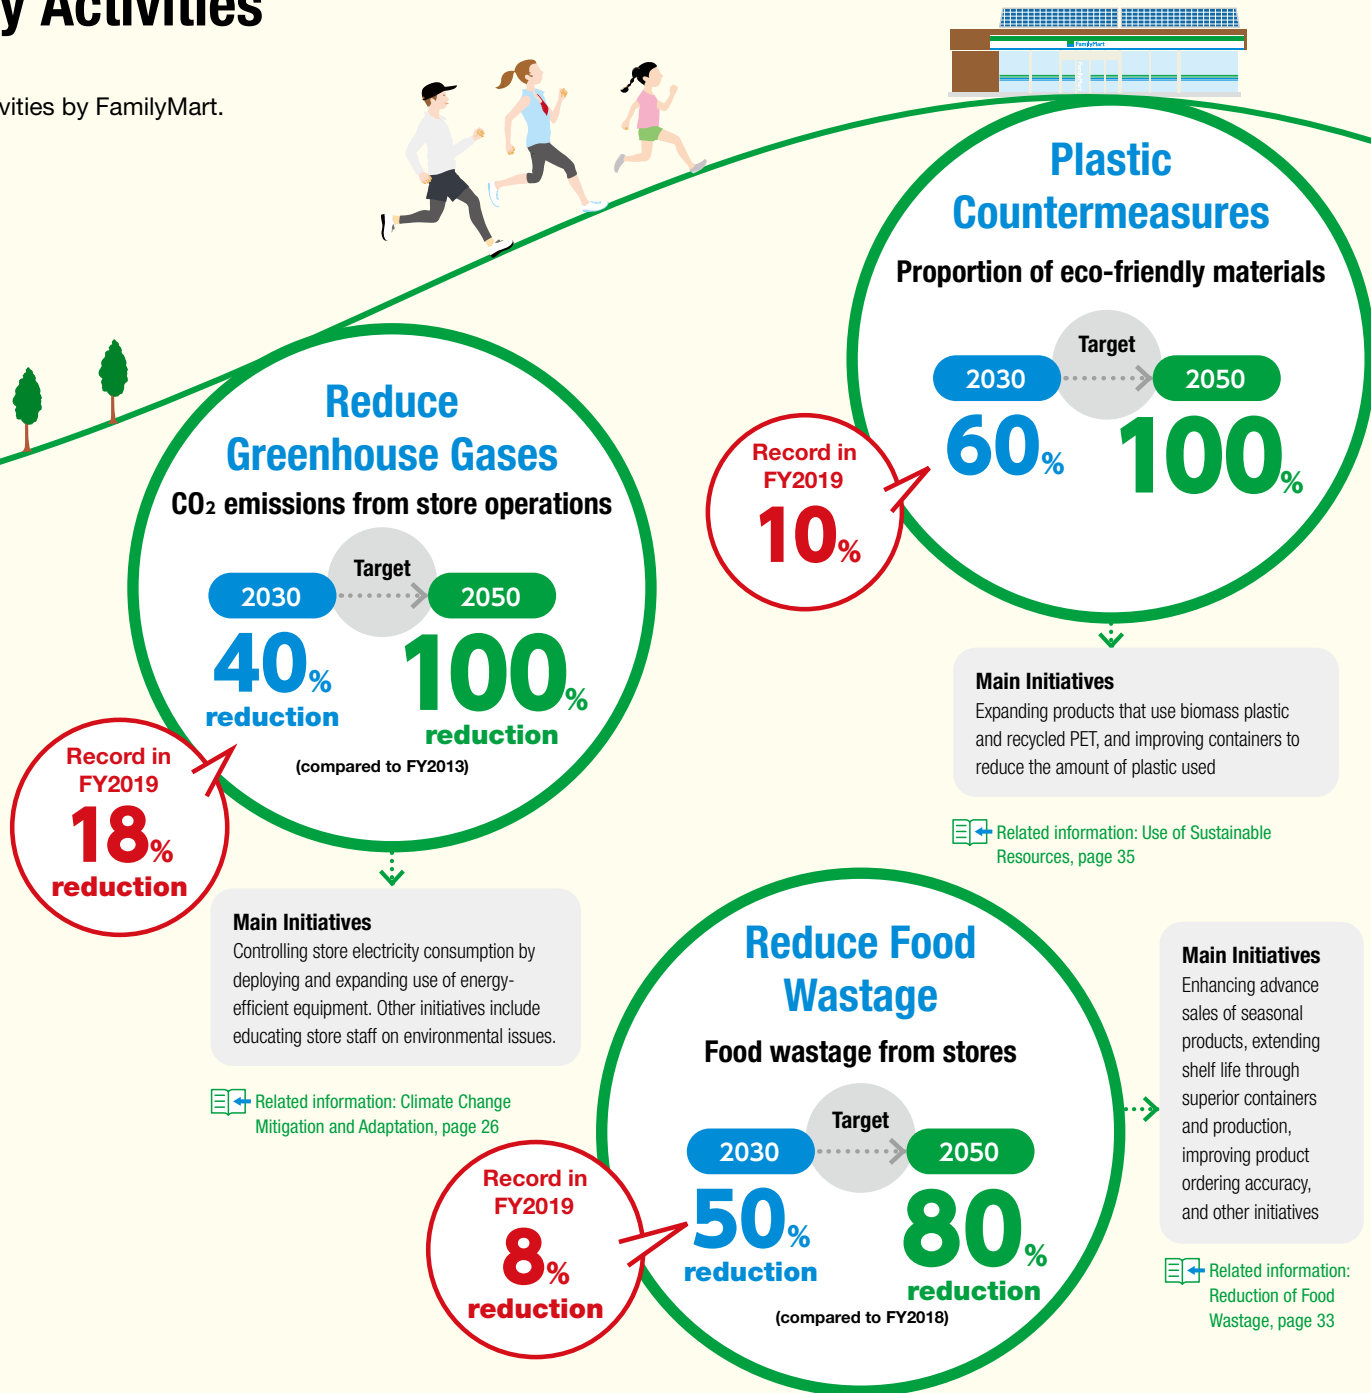 y Activities
vities by FamilyMart.
FamilyMart
Plastic
Countermeasures
Proportion of eco-friendly materials
Target
2030
2050
60%
100%
Record in
FY2019
10%
Main Initiatives
Expanding products that use biomass plastic
and recycled PET, and improving containers to
reduce the amount of plastic used
Related information: Use of Sustainable
Resources, page 35
Reduce
Greenhouse Gases
CO₂ emissions from store operations
Target
2030
2050
40%
reduction
100%
reduction
(compared to FY2013)
Record in
FY2019
18%
reduction
Main Initiatives
Controlling store electricity consumption by
deploying and expanding use of energy-
efficient equipment. Other initiatives include
educating store staff on environmental issues.
Related information: Climate Change
Mitigation and Adaptation, page 26
Reduce Food
Wastage
Food wastage from stores
Target
2030
2050
50%
reduction
80%
reduction
(compared to FY2018)
Record in
FY2019
8%
reduction
Main Initiatives
Enhancing advance
sales of seasonal
products, extending
shelf life through
superior containers
and production,
improving product
ordering accuracy,
and other initiatives
Related information:
Reduction of Food
Wastage, page 33